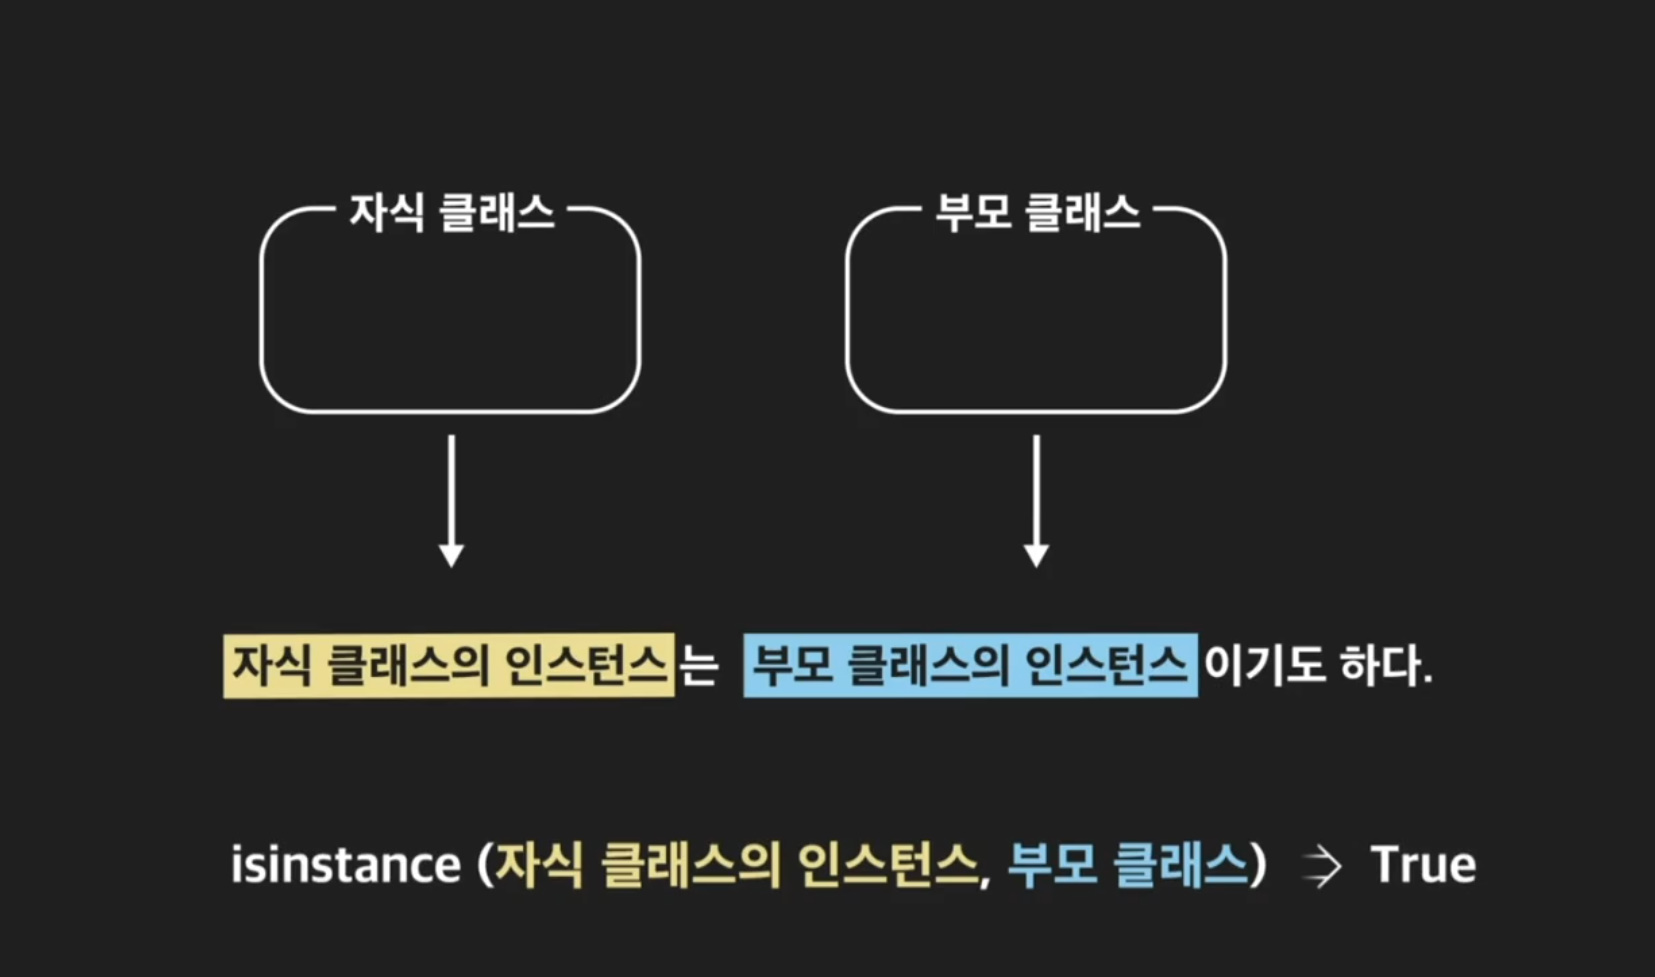 자식 클래스
부모 클래스
자식 클래스의 인스턴스는 부모 클래스의 인스턴스이기도 하다.
isinstance (자식 클래스의 인스턴스, 부모 클래스) → True